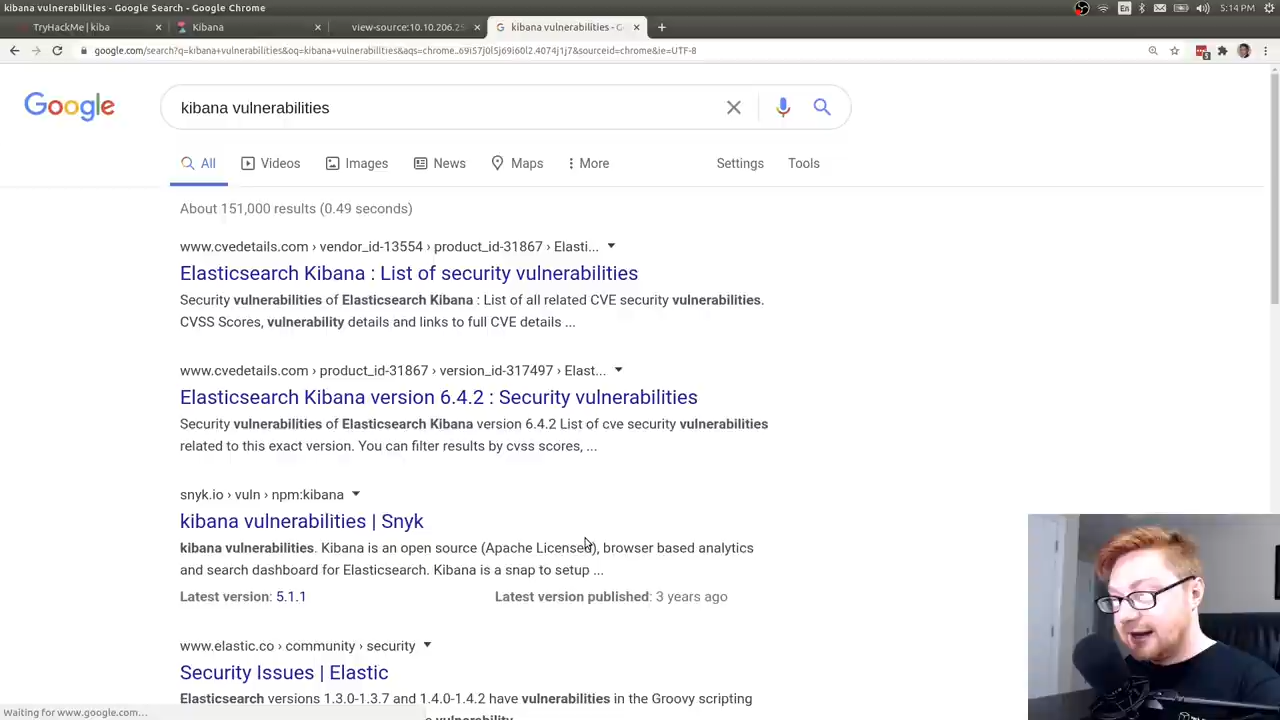 kibana vulnerabilities - Google Search - Google Chrome
En
5:14 PM
TryHackMe | kiba
Kibana
view-source:10.10.206.25
kibana vulnerabilities - G
google.com/search?q=kibana+vulnerabilities&oq=kibana+vulnerabilities&aqs=chrome..69i57j0l5j69i60l2.4074j1j7&sourceid=chrome&ie=UTF-8
Google
kibana vulnerabilities
All
Videos
Images
News
Maps
More
Settings
Tools
About 151,000 results (0.49 seconds)
www.cvedetails.com › vendor_id-13554 › product_id-31867 › Elasti...
Elasticsearch Kibana : List of security vulnerabilities
Security vulnerabilities of Elasticsearch Kibana : List of all related CVE security vulnerabilities.
CVSS Scores, vulnerability details and links to full CVE details ...
www.cvedetails.com › product_id-31867 › version_id-317497 › Elast...
Elasticsearch Kibana version 6.4.2 : Security vulnerabilities
Security vulnerabilities of Elasticsearch Kibana version 6.4.2 List of cve security vulnerabilities
related to this exact version. You can filter results by cvss scores, ...
snyk.io › vuln › npm:kibana
kibana vulnerabilities | Snyk
kibana vulnerabilities. Kibana is an open source (Apache Licensed), browser based analytics
and search dashboard for Elasticsearch. Kibana is a snap to setup ...
Latest version: 5.1.1
Latest version published: 3 years ago
www.elastic.co › community › security
Security Issues | Elastic
Elasticsearch versions 1.3.0-1.3.7 and 1.4.0-1.4.2 have vulnerabilities in the Groovy scripting
vulnerability
Waiting for www.google.com...